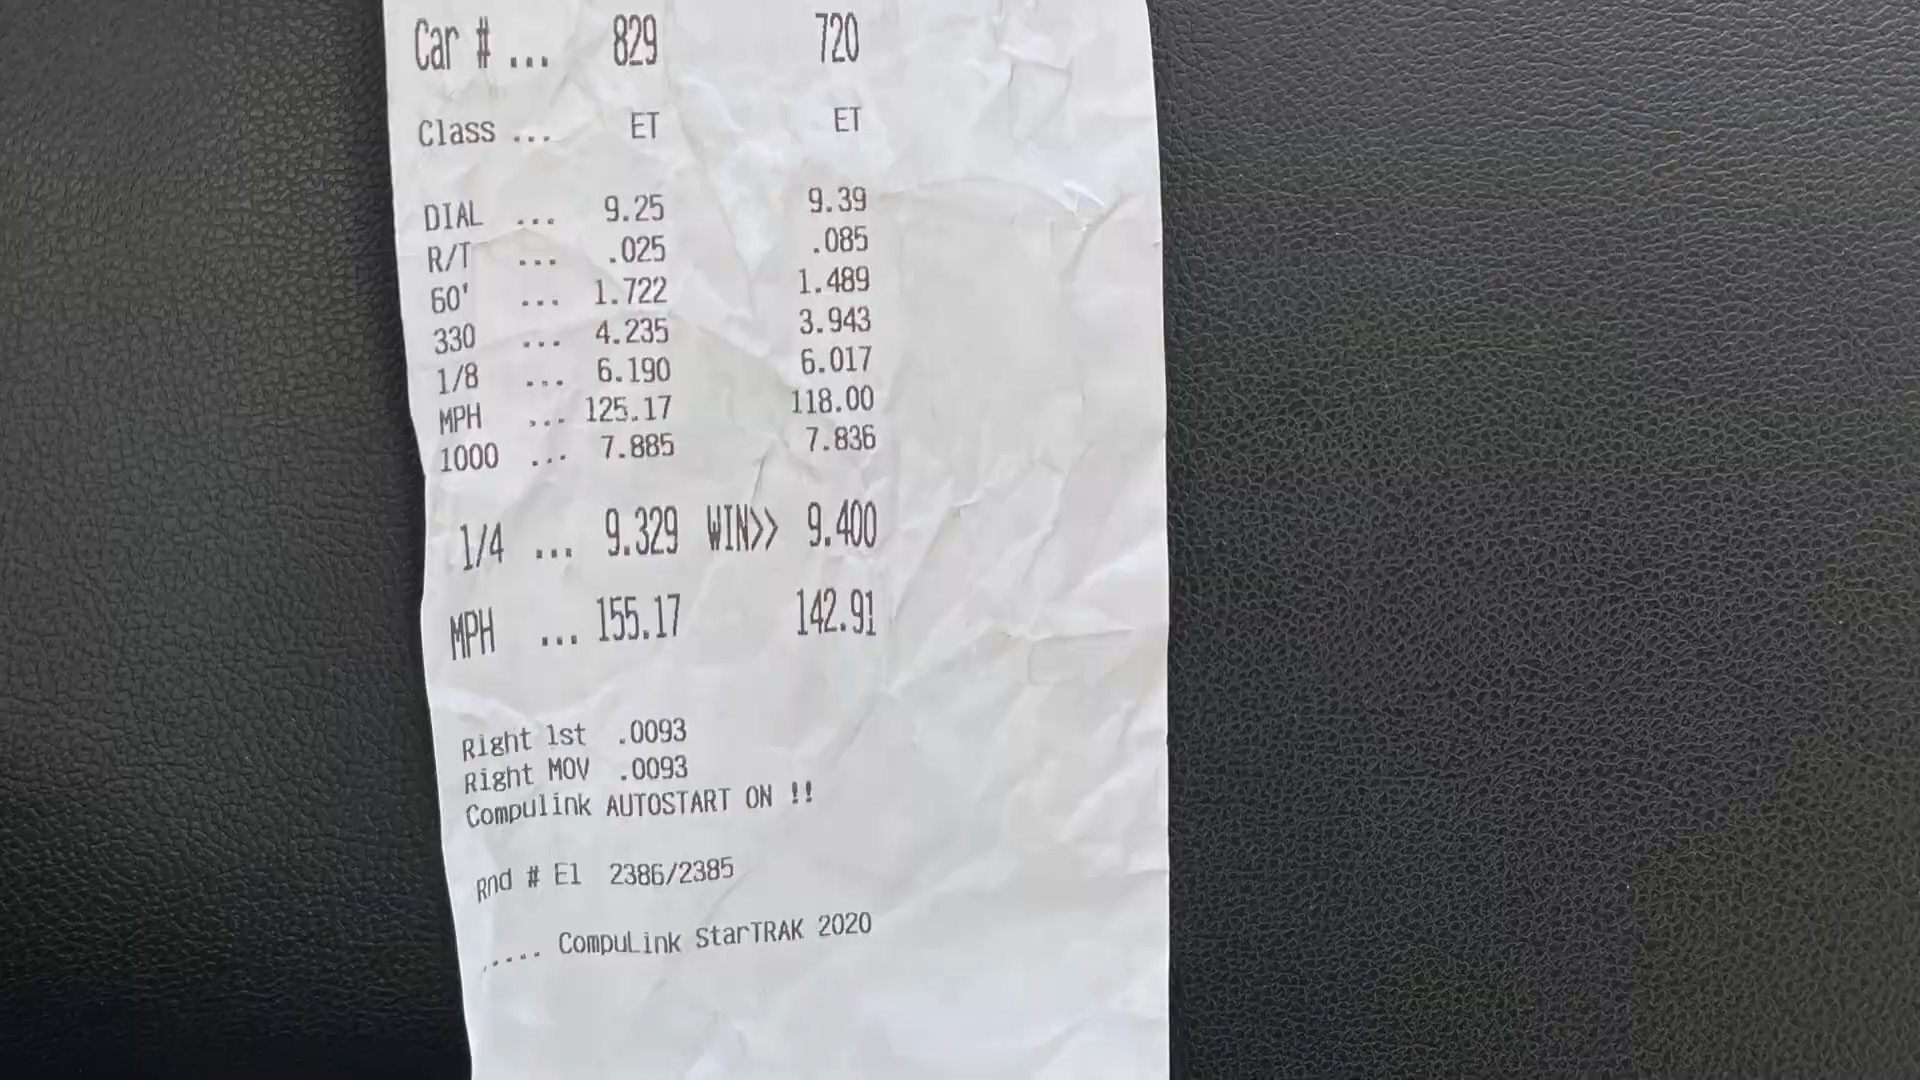 Car # ... 829 720
Class ... ET ET
DIAL ... 9.25 9.39
R/T ... .025 .085
60' ... 1.722 1.489
330 ... 4.235 3.943
1/8 ... 6.190 6.017
MPH ... 125.17 118.00
1000 ... 7.885 7.836
1/4 ... 9.329 WIN>> 9.400
MPH ... 155.17 142.91
Right 1st .0093
Right MOV .0093
Compulink AUTOSTART ON !!
Rnd # E1 2386/2385
..... CompuLink StarTRAK 2020